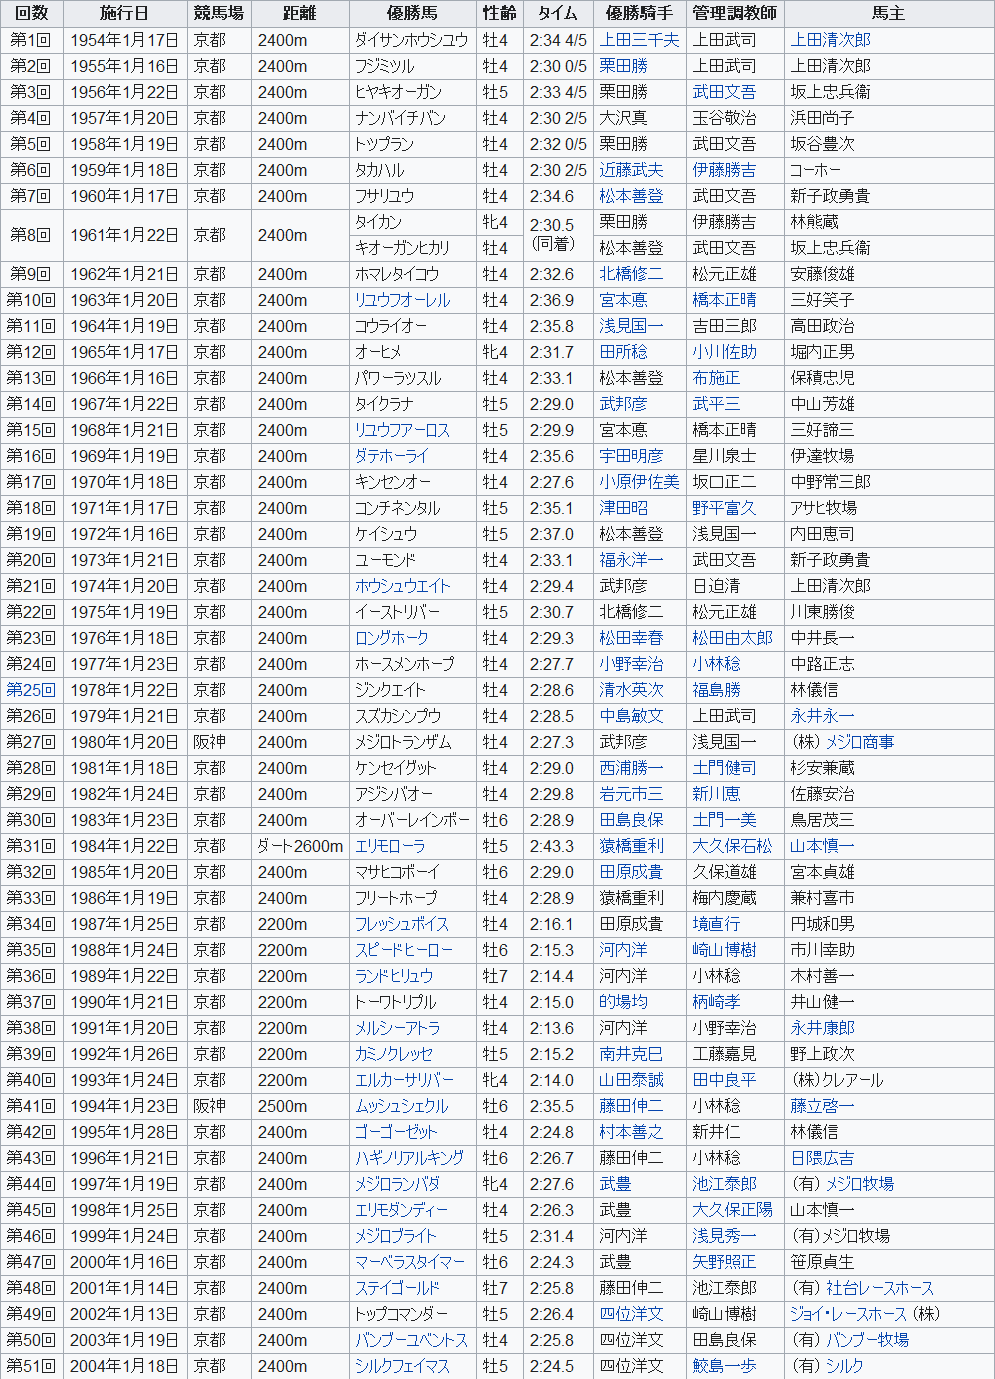 回数 施行日 競馬場 距離 優勝馬 性齢 タイム 優勝騎手 管理調教師 馬主
第1回 1954年1月17日 京都 2400m ダイサンホウシユウ 牡4 2:34 4/5 上田三千夫 上田武司 上田清次郎
第2回 1955年1月16日 京都 2400m フジミツル 牡4 2:30 0/5 栗田勝 上田武司 上田清次郎
第3回 1956年1月22日 京都 2400m ヒヤキオーガン 牡5 2:33 4/5 栗田勝 武田文吾 坂上忠兵衞
第4回 1957年1月20日 京都 2400m ナンバイチバン 牡4 2:30 2/5 大沢真 玉谷敬治 浜田尚子
第5回 1958年1月19日 京都 2400m トツプラン 牡4 2:32 0/5 栗田勝 武田文吾 坂谷豊次
第6回 1959年1月18日 京都 2400m タカハル 牡4 2:30 2/5 近藤武夫 伊藤勝吉 コーホー
第7回 1960年1月17日 京都 2400m フサリユウ 牡4 2:34.6 松本善登 武田文吾 新子政勇貴
第8回 1961年1月22日 京都 2400m タイカン 牝4 2:30.5 栗田勝 伊藤勝吉 林熊蔵
キオーガンヒカリ 牡4 (同着) 松本善登 武田文吾 坂上忠兵衞
第9回 1962年1月21日 京都 2400m ホマレタイコウ 牡4 2:32.6 北橋修二 松元正雄 安藤俊雄
第10回 1963年1月20日 京都 2400m リユウフオーレル 牡4 2:36.9 宮本悳 橋本正晴 三好笑子
第11回 1964年1月19日 京都 2400m コウライオー 牡4 2:35.8 浅見国一 吉田三郎 高田政治
第12回 1965年1月17日 京都 2400m オーヒメ 牝4 2:31.7 田所稔 小川佐助 堀内正男
第13回 1966年1月16日 京都 2400m パワーラツスル 牡4 2:33.1 松本善登 布施正 保積忠児
第14回 1967年1月22日 京都 2400m タイクラナ 牡5 2:29.0 武邦彦 武平三 中山芳雄
第15回 1968年1月21日 京都 2400m リユウフアーロス 牡5 2:29.9 宮本悳 橋本正晴 三好諦三
第16回 1969年1月19日 京都 2400m ダテホーライ 牡4 2:35.6 宇田明彦 星川泉士 伊達牧場
第17回 1970年1月18日 京都 2400m キンセンオー 牡4 2:27.6 小原伊佐美 坂口正二 中野常三郎
第18回 1971年1月17日 京都 2400m コンチネンタル 牡5 2:35.1 津田昭 野平富久 アサヒ牧場
第19回 1972年1月16日 京都 2400m ケイシュウ 牡5 2:37.0 松本善登 浅見国一 内田恵司
第20回 1973年1月21日 京都 2400m ユーモンド 牡4 2:33.1 福永洋一 武田文吾 新子政勇貴
第21回 1974年1月20日 京都 2400m ホウシュウエイト 牡4 2:29.4 武邦彦 日迫清 上田清次郎
第22回 1975年1月19日 京都 2400m イーストリバー 牡5 2:30.7 北橋修二 松元正雄 川東勝俊
第23回 1976年1月18日 京都 2400m ロングホーク 牡4 2:29.3 松田幸春 松田由太郎 中井長一
第24回 1977年1月23日 京都 2400m ホースメンホープ 牡4 2:27.7 小野幸治 小林稔 中路正志
第25回 1978年1月22日 京都 2400m ジンクエイト 牡4 2:28.6 清水英次 福島勝 林儀信
第26回 1979年1月21日 京都 2400m スズカシンプウ 牡4 2:28.5 中島敏文 上田武司 永井永一
第27回 1980年1月20日 阪神 2400m メジロトランザム 牡4 2:27.3 武邦彦 浅見国一 (株) メジロ商事
第28回 1981年1月18日 京都 2400m ケンセイグット 牡4 2:29.0 西浦勝一 土門健司 杉安兼蔵
第29回 1982年1月24日 京都 2400m アジシバオー 牡4 2:29.8 岩元市三 新川恵 佐藤安治
第30回 1983年1月23日 京都 2400m オーバーレインボー 牡6 2:28.9 田島良保 土門一美 鳥居茂三
第31回 1984年1月22日 京都 ダート2600m エリモローラ 牡5 2:43.3 猿橋重利 大久保石松 山本慎一
第32回 1985年1月20日 京都 2400m マサヒコボーイ 牡6 2:29.0 田原成貴 久保道雄 宮本貞雄
第33回 1986年1月19日 京都 2400m フリートホープ 牡4 2:28.9 猿橋重利 梅内慶蔵 兼村喜市
第34回 1987年1月25日 京都 2200m フレッシュボイス 牡4 2:16.1 田原成貴 境直行 円城和男
第35回 1988年1月24日 京都 2200m スピードヒーロー 牡6 2:15.3 河内洋 崎山博樹 市川幸助
第36回 1989年1月22日 京都 2200m ランドヒリュウ 牡7 2:14.4 河内洋 小林稔 木村善一
第37回 1990年1月21日 京都 2200m トーワトリプル 牡4 2:15.0 的場均 柄崎孝 井山健一
第38回 1991年1月20日 京都 2200m メルシーアトラ 牡4 2:13.6 河内洋 小野幸治 永井康郎
第39回 1992年1月26日 京都 2200m カミノクレッセ 牡5 2:15.2 南井克巳 工藤嘉見 野上政次
第40回 1993年1月24日 京都 2200m エルカーサリバー 牝4 2:14.0 山田泰誠 田中良平 (株)クレアール
第41回 1994年1月23日 阪神 2500m ムッシュシェクル 牡6 2:35.5 藤田伸二 小林稔 藤立啓一
第42回 1995年1月28日 京都 2400m ゴーゴーゼット 牡4 2:24.8 村本善之 新井仁 林儀信
第43回 1996年1月21日 京都 2400m ハギノリアルキング 牡6 2:26.7 藤田伸二 小林稔 日隈広吉
第44回 1997年1月19日 京都 2400m メジロランバダ 牝4 2:27.6 武豊 池江泰郎 (有) メジロ牧場
第45回 1998年1月25日 京都 2400m エリモダンディー 牡4 2:26.3 武豊 大久保正陽 山本慎一
第46回 1999年1月24日 京都 2400m メジロブライト 牡5 2:31.4 河内洋 浅見秀一 (有)メジロ牧場
第47回 2000年1月16日 京都 2400m マーベラスタイマー 牡6 2:24.3 武豊 矢野照正 笹原貞生
第48回 2001年1月14日 京都 2400m ステイゴールド 牡7 2:25.8 藤田伸二 池江泰郎 (有) 社台レースホース
第49回 2002年1月13日 京都 2400m トップコマンダー 牡5 2:26.4 四位洋文 崎山博樹 ジョイ・レースホース (株)
第50回 2003年1月19日 京都 2400m バンブーユベントス 牡4 2:25.8 四位洋文 田島良保 (有) バンブー牧場
第51回 2004年1月18日 京都 2400m シルクフェイマス 牡5 2:24.5 四位洋文 鮫島一歩 (有) シルク